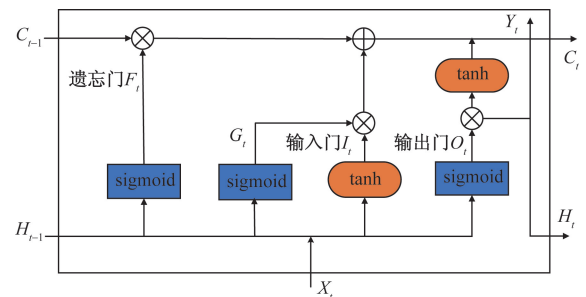 Y_t
C_{t-1}
C_t
tanh
遗忘门F_t
G_t
输入门I_t
输出门O_t
sigmoid
sigmoid
tanh
sigmoid
H_{t-1}
H_t
X_t